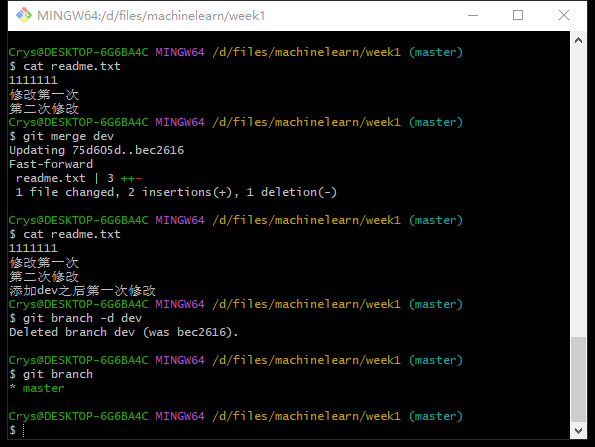 MINGW64:/d/files/machinelearn/week1
Crys@DESKTOP-6G6BA4C MINGW64 /d/files/machinelearn/week1 (master)
$ cat readme.txt
1111111
修改第一次
第二次修改
Crys@DESKTOP-6G6BA4C MINGW64 /d/files/machinelearn/week1 (master)
$ git merge dev
Updating 75d605d..bec2616
Fast-forward
 readme.txt | 3 ++-
 1 file changed, 2 insertions(+), 1 deletion(-)
Crys@DESKTOP-6G6BA4C MINGW64 /d/files/machinelearn/week1 (master)
$ cat readme.txt
1111111
修改第一次
第二次修改
添加dev之后第一次修改
Crys@DESKTOP-6G6BA4C MINGW64 /d/files/machinelearn/week1 (master)
$ git branch -d dev
Deleted branch dev (was bec2616).
Crys@DESKTOP-6G6BA4C MINGW64 /d/files/machinelearn/week1 (master)
$ git branch
* master
Crys@DESKTOP-6G6BA4C MINGW64 /d/files/machinelearn/week1 (master)
$